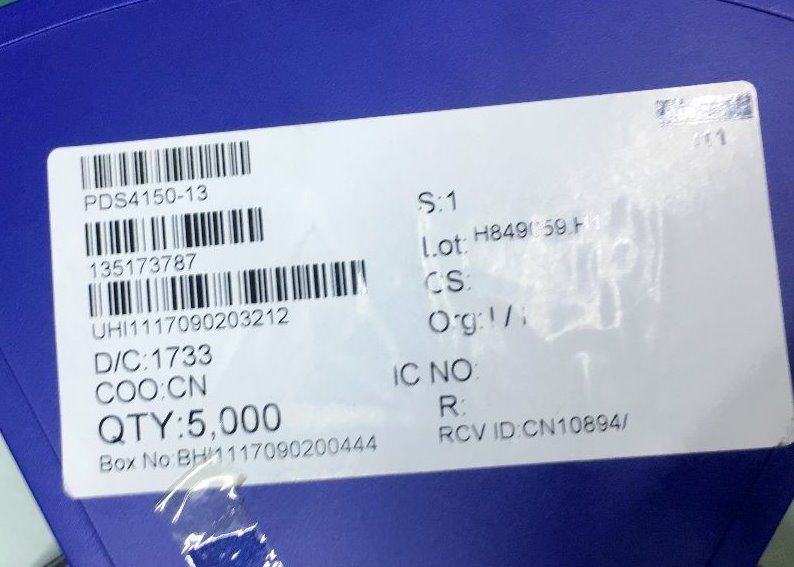 PDS4150-13
135173787
UHI1117090203212
D/C:1733
COO:CN
QTY:5,000
Box No:BHI1117090200444
S:1
Lot:
CS:
Org:
IC NO:
R:
RCV ID:CN10894/